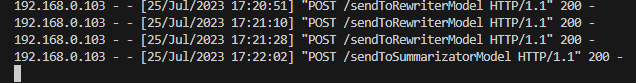 192.168.0.103 - - [25/Jul/2023 17:20:51] "POST /sendToRewriterModel HTTP/1.1" 200 -
192.168.0.103 - - [25/Jul/2023 17:21:10] "POST /sendToRewriterModel HTTP/1.1" 200 -
192.168.0.103 - - [25/Jul/2023 17:21:28] "POST /sendToRewriterModel HTTP/1.1" 200 -
192.168.0.103 - - [25/Jul/2023 17:22:02] "POST /sendToSummarizatorModel HTTP/1.1" 200 -